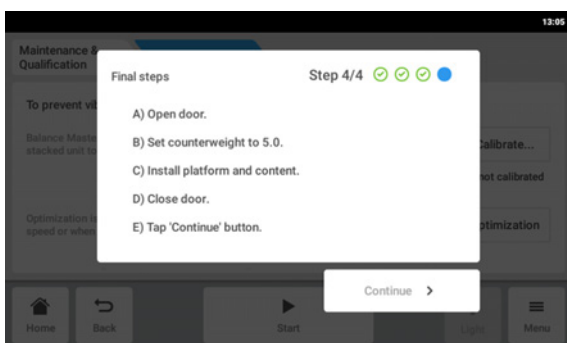 13:05
Maintenance &
Qualification
Final steps
Step 4/4
To prevent vib
A) Open door.
B) Set counterweight to 5.0.
C) Install platform and content.
D) Close door.
E) Tap 'Continue' button.
Balance Maste
stacked unit to
Calibrate...
not calibrated
Optimization is
speed or when
ptimization
Continue
Home
Back
Start
Light
Menu